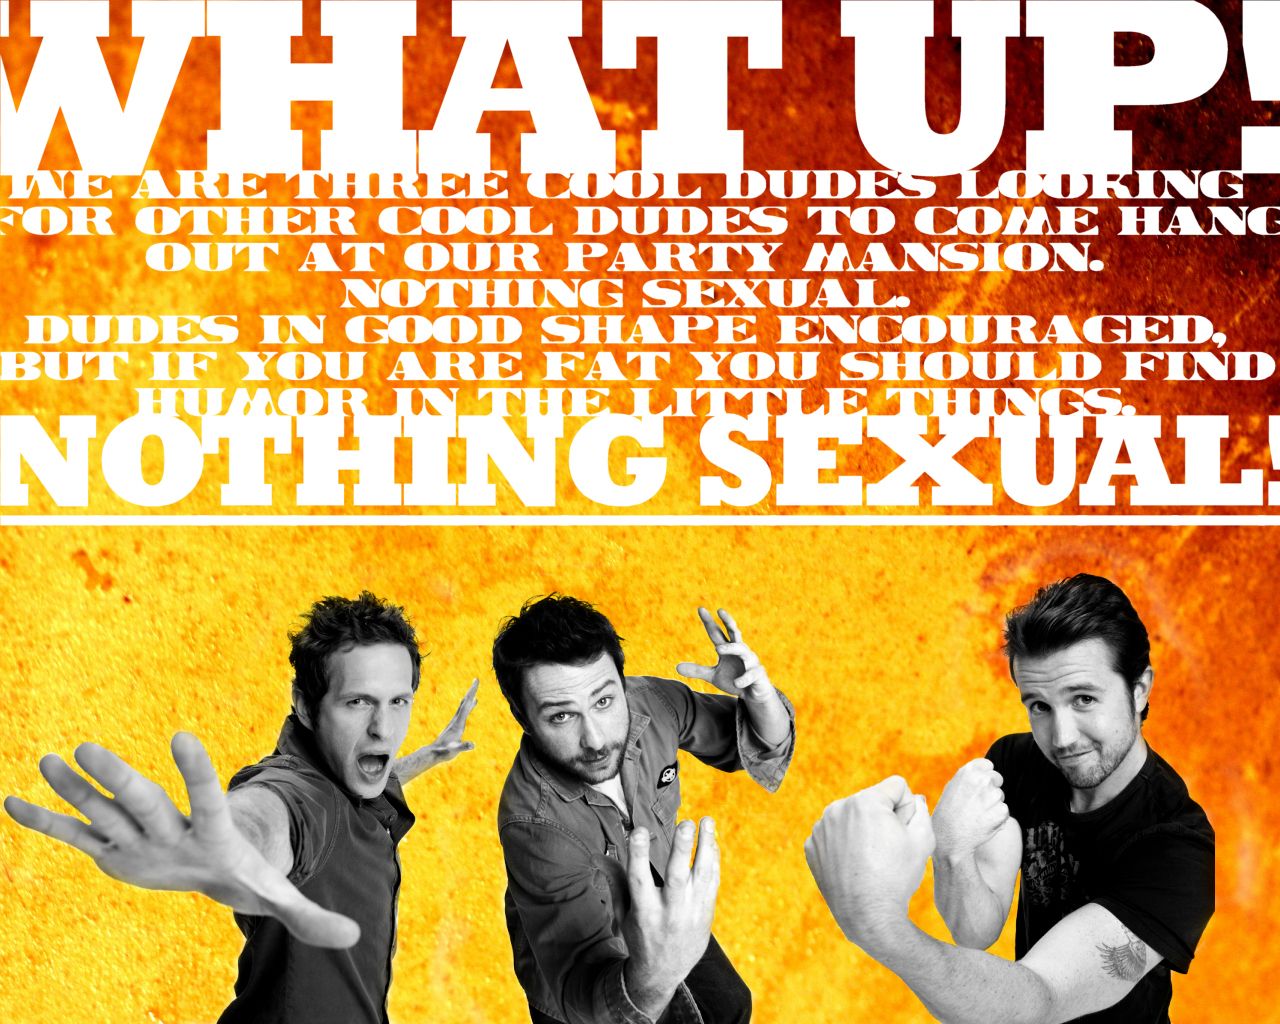 WHAT UP!
WE ARE THREE COOL DUDES LOOKING
FOR OTHER COOL DUDES TO COME HANG
OUT AT OUR PARTY MANSION.
NOTHING SEXUAL.
DUDES IN GOOD SHAPE ENCOURAGED,
BUT IF YOU ARE FAT YOU SHOULD FIND
HUMOR IN THE LITTLE THINGS.
NOTHING SEXUAL!